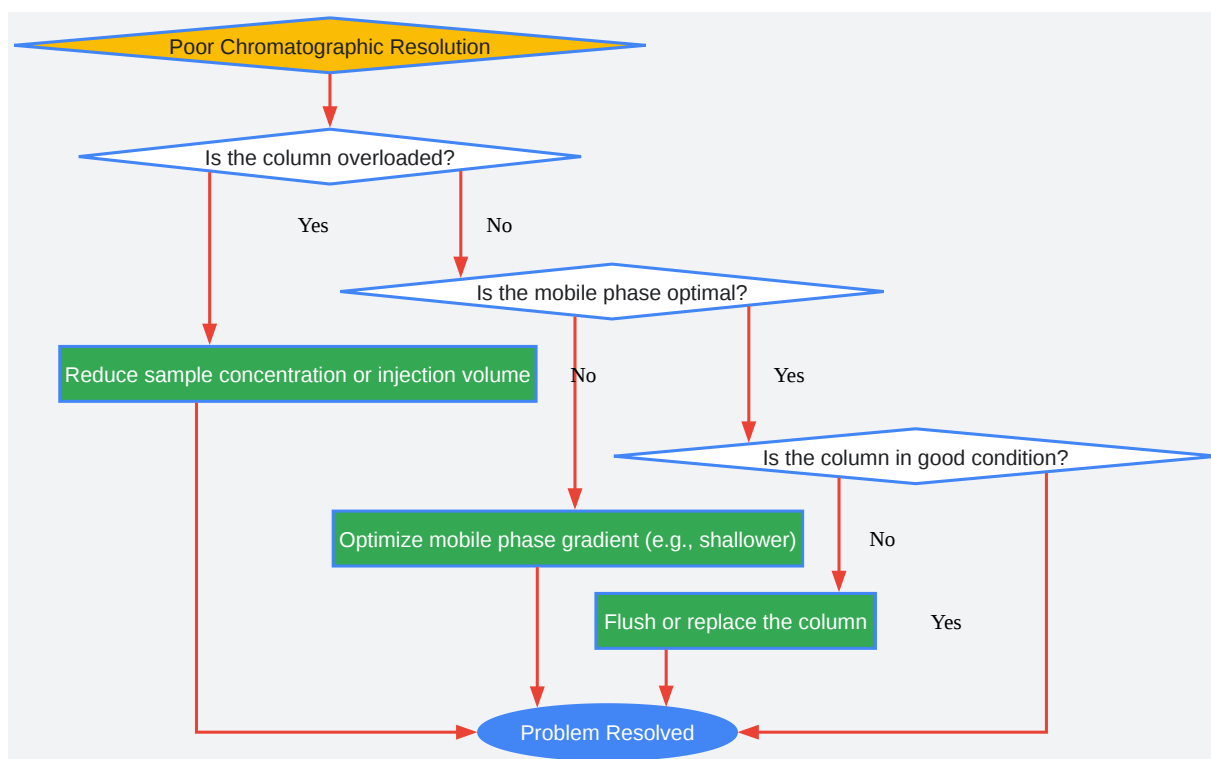 Poor Chromatographic Resolution
Is the column overloaded?
Yes
No
Is the mobile phase optimal?
Reduce sample concentration or injection volume
No
Yes
Is the column in good condition?
Optimize mobile phase gradient (e.g., shallower)
No
Flush or replace the column
Yes
Problem Resolved